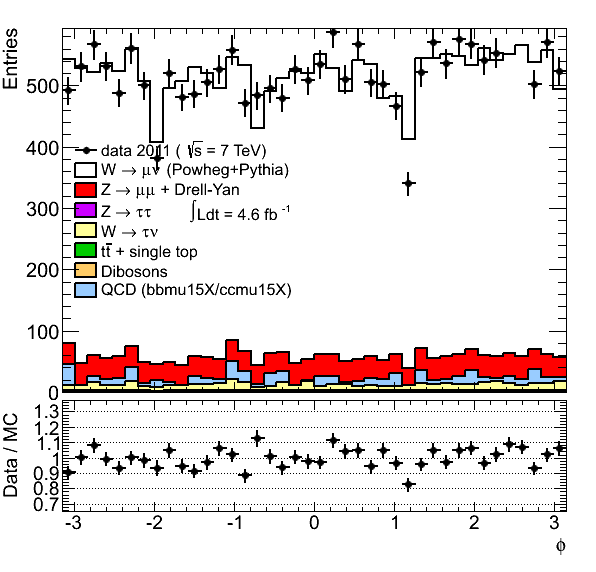 Entries
500
400
300
200
100
0
data 2011 ( √s = 7 TeV)
W → μν (Powheg+Pythia)
Z → μμ + Drell-Yan
Z → ττ ∫Ldt = 4.6 fb⁻¹
W → τν
tt̄ + single top
Dibosons
QCD (bbmu15X/ccmu15X)
Data / MC
1.3
1.2
1.1
1
0.9
0.8
0.7
-3 -2 -1 0 1 2 3
ϕ